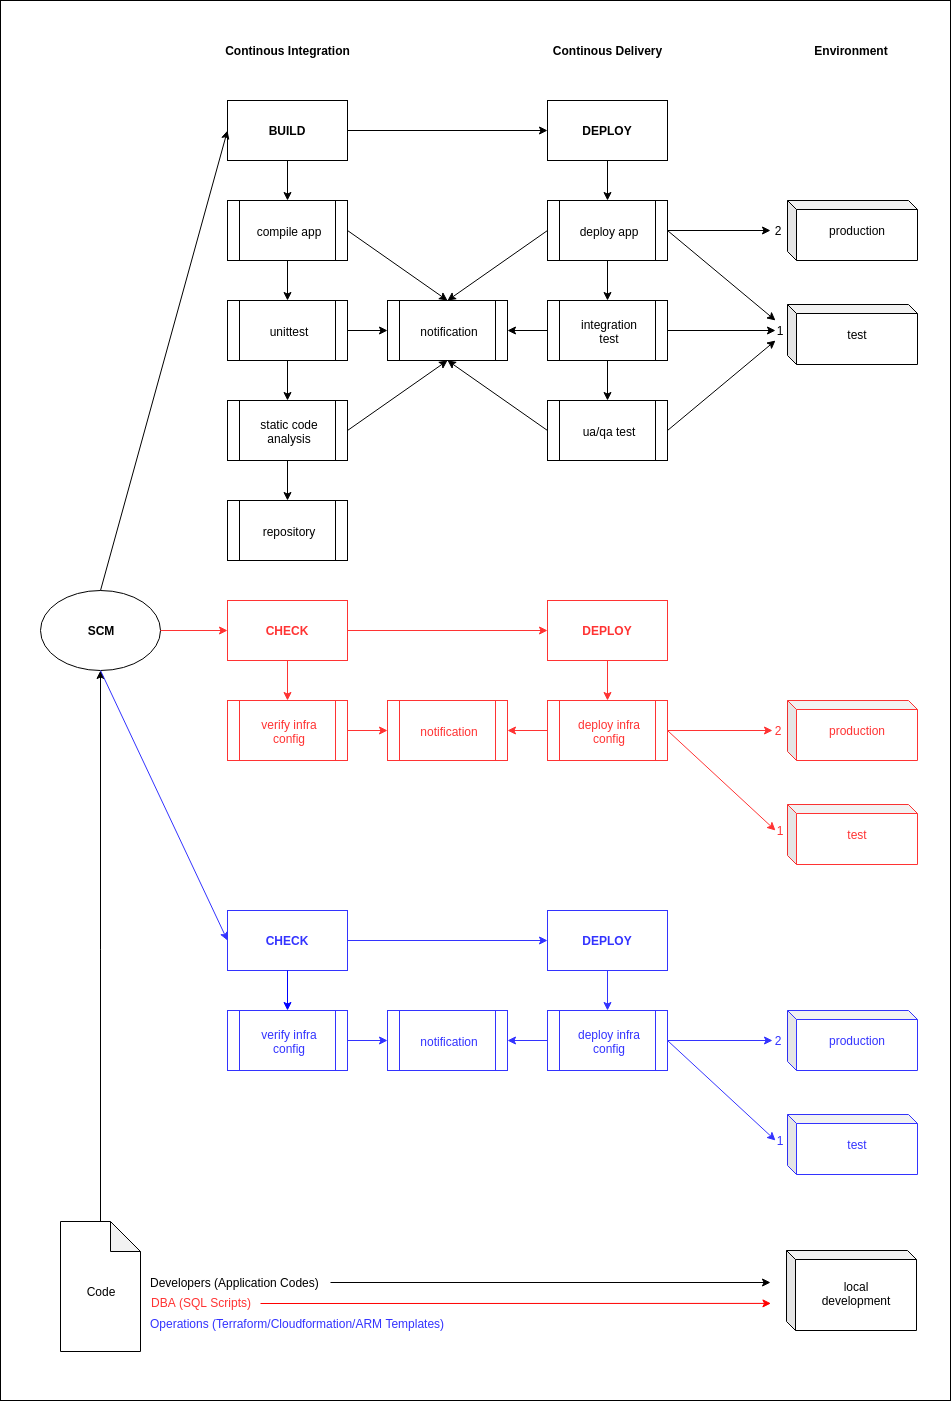 Continous Integration
Continous Delivery
Environment
BUILD
DEPLOY
compile app
deploy app
2
production
unittest
notification
integration
test
1
test
static code
analysis
ua/qa test
repository
SCM
CHECK
DEPLOY
verify infra
config
notification
deploy infra
config
2
production
1
test
CHECK
DEPLOY
verify infra
config
notification
deploy infra
config
2
production
1
test
Code
Developers (Application Codes)
DBA (SQL Scripts)
Operations (Terraform/Cloudformation/ARM Templates)
local
development